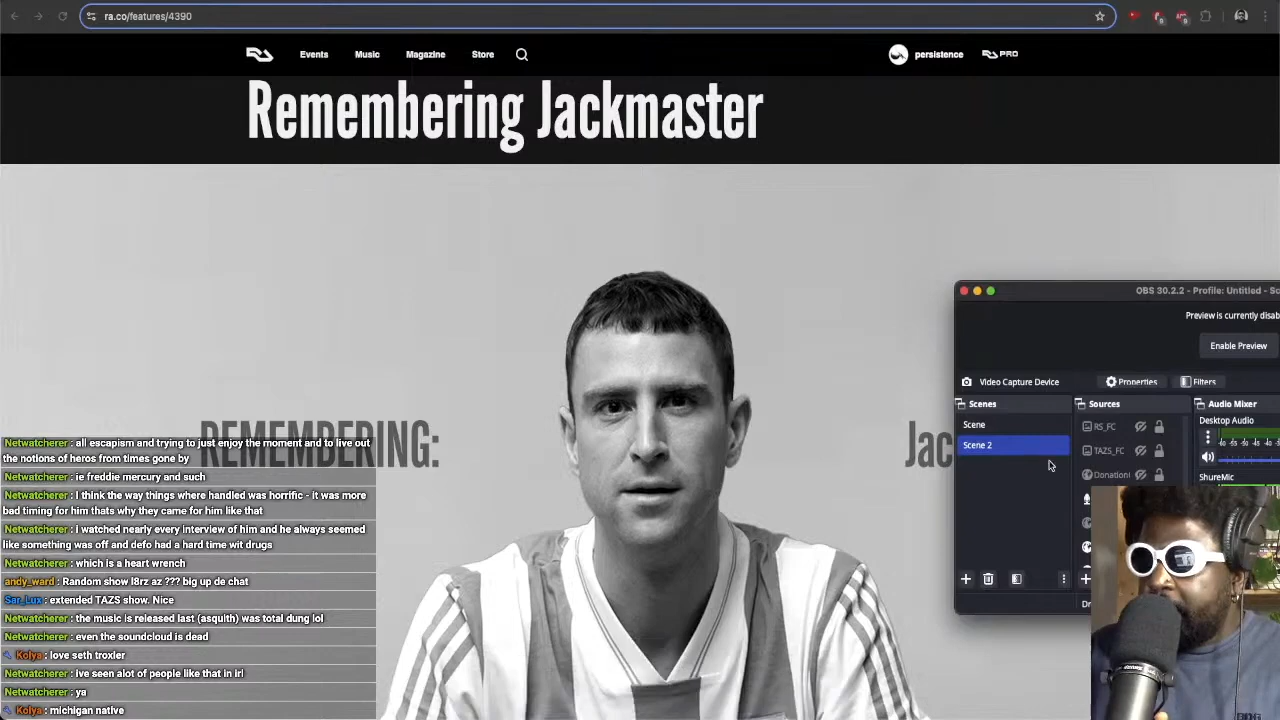 ra.co/features/4390
Events
Music
Magazine
Store
persistence
PRO
Remembering Jackmaster
REMEMBERING:
Jac
OBS 30.2.2 - Profile: Untitled - Sc
Preview is currently disab
Enable Preview
Video Capture Device
Properties
Filters
Scenes
Sources
Audio Mixer
Scene
Scene 2
RS_FC
TAZS_FC
Donation
Desktop Audio
ShureMic
Netwatcherer : all escapism and trying to just enjoy the moment and to live out
the notions of heros from times gone by
Netwatcherer : ie freddie mercury and such
Netwatcherer : I think the way things where handled was horrific - It was more
bad timing for him thats why they came for him like that
Netwatcherer : i watched nearly every interview of him and he always seemed
like something was off and defo had a hard time wit drugs
Netwatcherer : which is a heart wrench
andy_ward : Random show l8rz az ??? big up de chat
Sar_Lux : extended TAZS show. Nice
Netwatcherer : the music is released last (asquith) was total dung lol
Netwatcherer : even the soundcloud is dead
Kolya : love seth troxler
Netwatcherer : ive seen alot of people like that in irl
Netwatcherer : ya
Kolya : michigan native